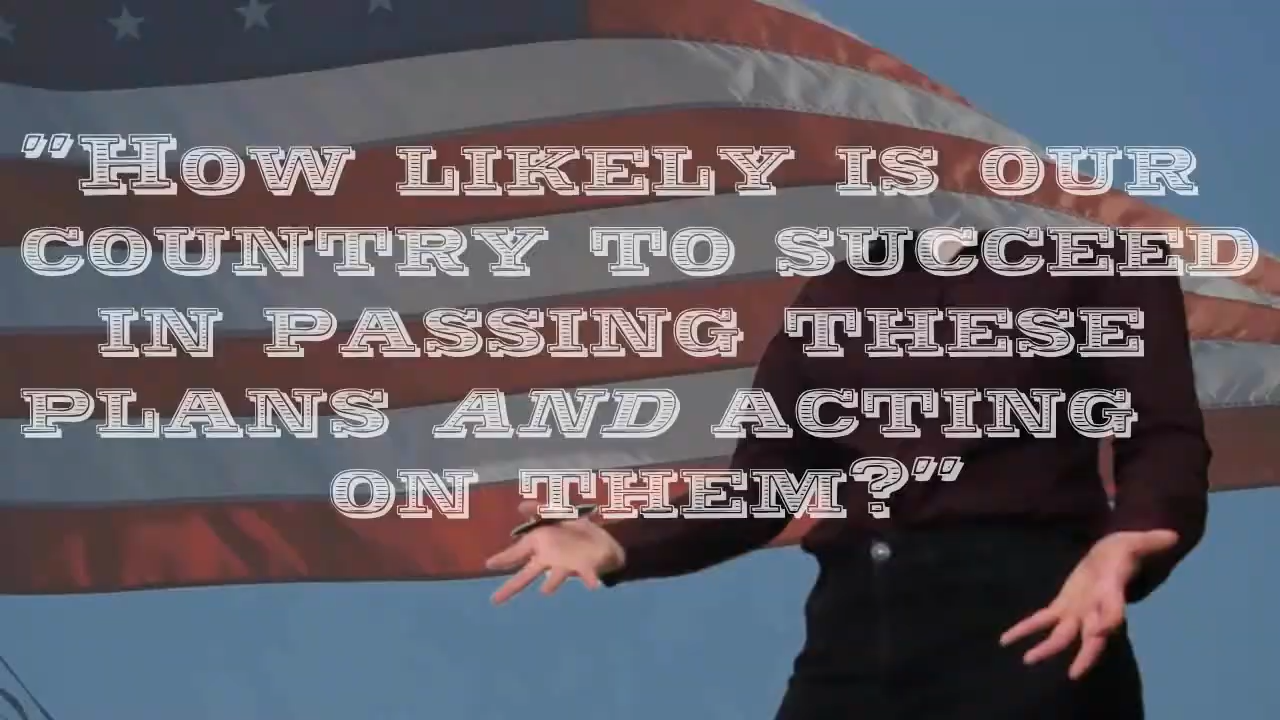 "How likely is our
country to succeed
in passing these
plans and acting
on them?"